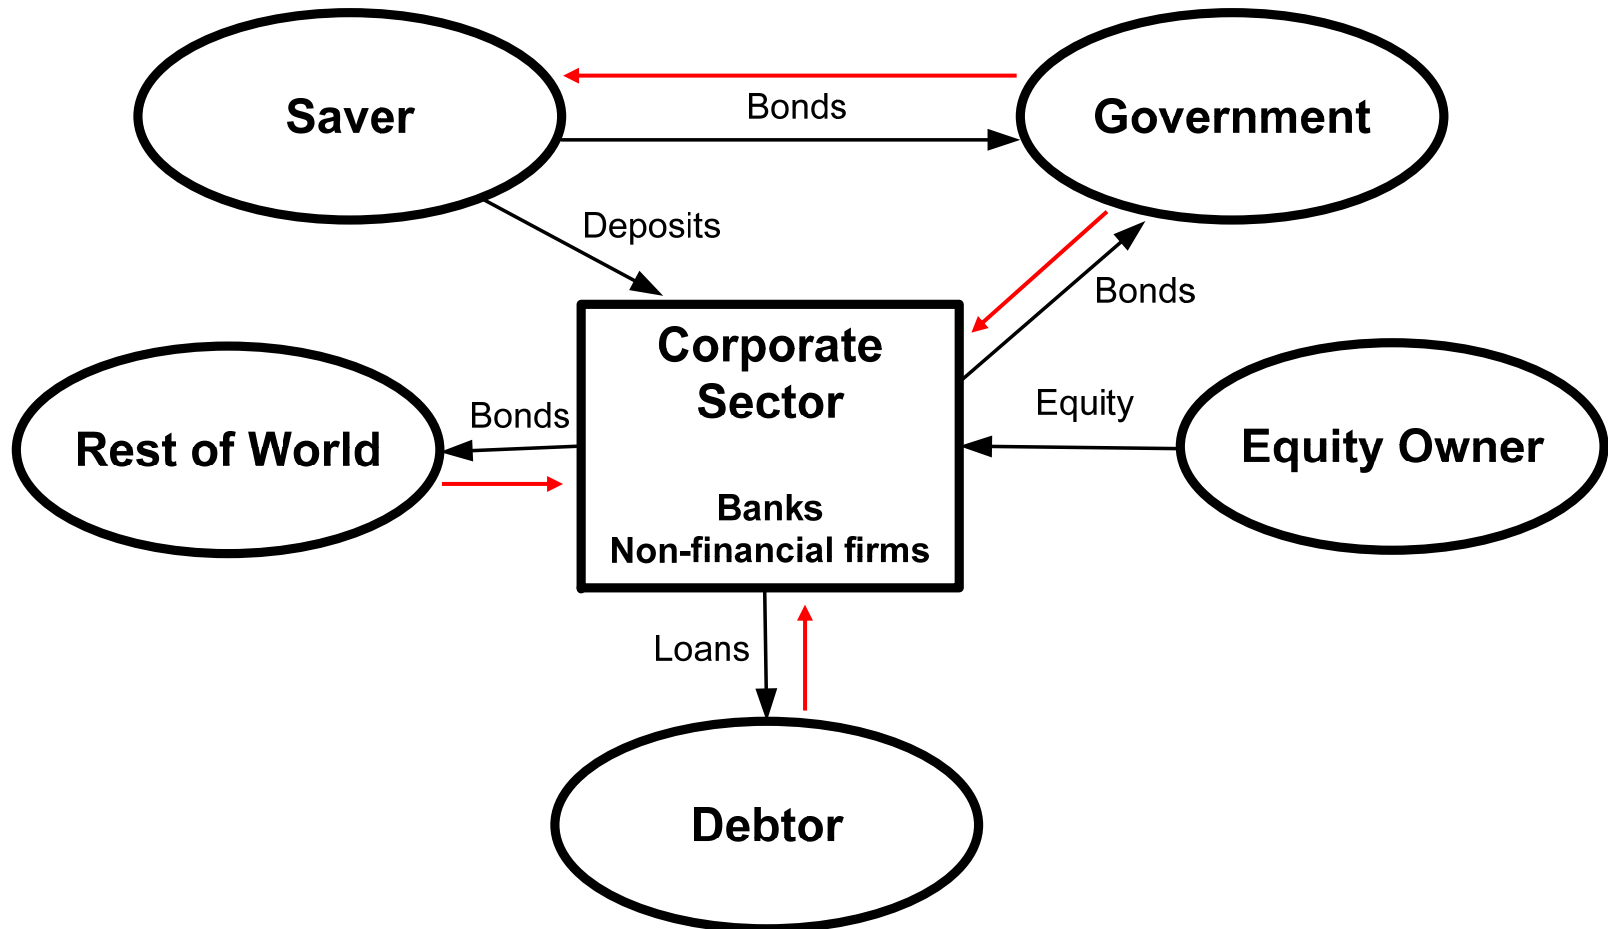 Saver
Bonds
Government
Deposits
Bonds
Corporate
Sector
Equity
Bonds
Rest of World
Equity Owner
Banks
Non-financial firms
Loans
Debtor